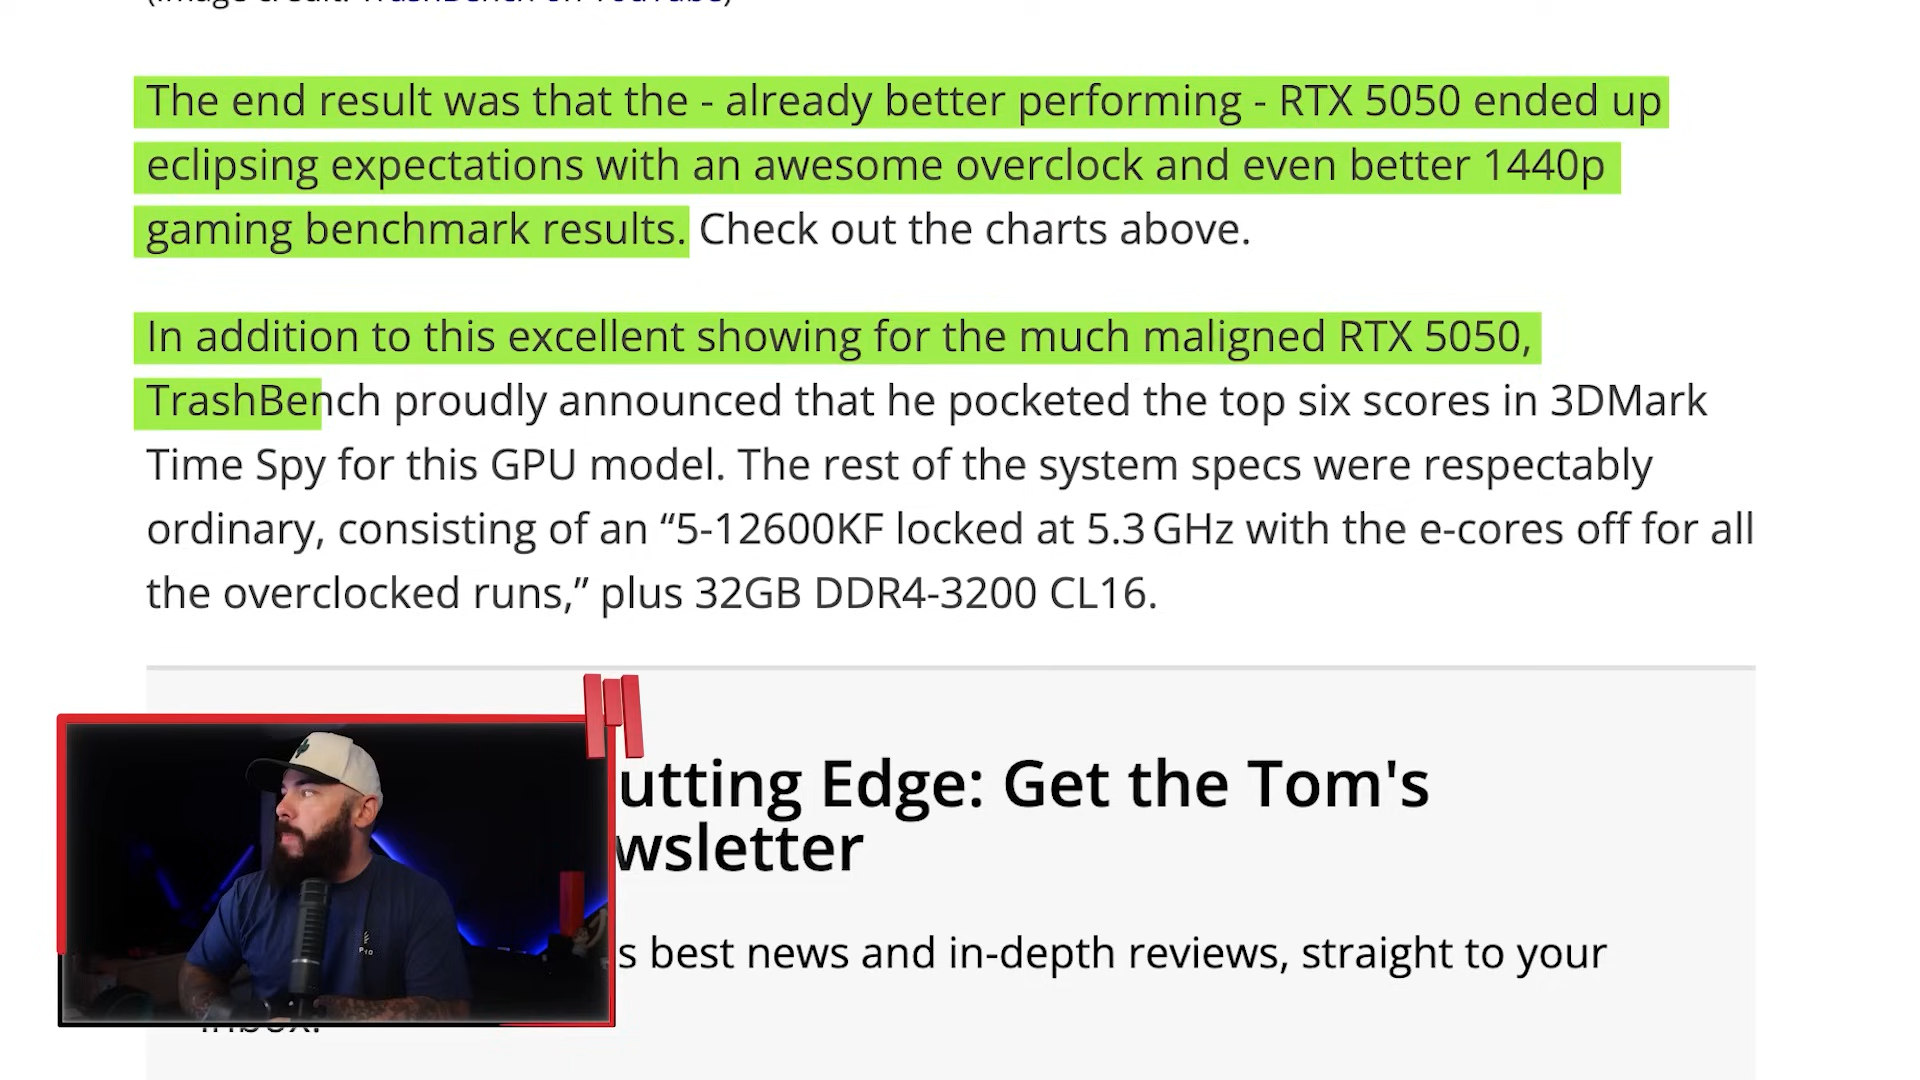 The end result was that the - already better performing - RTX 5050 ended up
eclipsing expectations with an awesome overclock and even better 1440p
gaming benchmark results. Check out the charts above.
In addition to this excellent showing for the much maligned RTX 5050,
TrashBench proudly announced that he pocketed the top six scores in 3DMark
Time Spy for this GPU model. The rest of the system specs were respectably
ordinary, consisting of an “5-12600KF locked at 5.3 GHz with the e-cores off for all
the overclocked runs,” plus 32GB DDR4-3200 CL16.
utting Edge: Get the Tom's
wsletter
s best news and in-depth reviews, straight to your